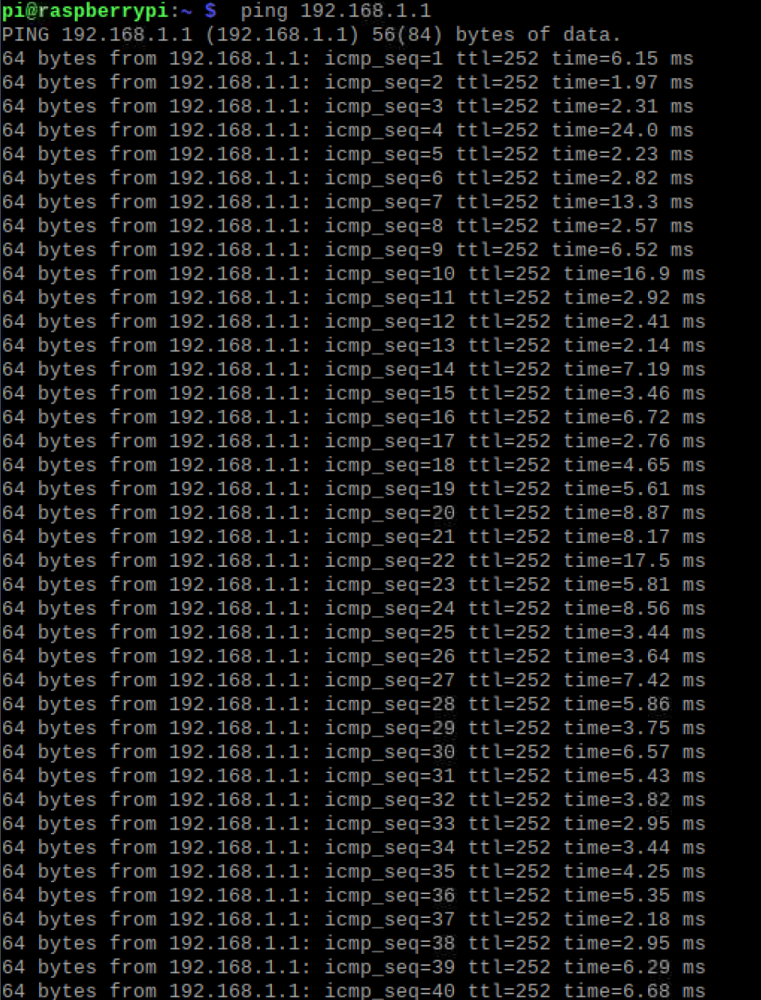 pi@raspberrypi:~ $  ping 192.168.1.1
PING 192.168.1.1 (192.168.1.1) 56(84) bytes of data.
64 bytes from 192.168.1.1: icmp_seq=1 ttl=252 time=6.15 ms
64 bytes from 192.168.1.1: icmp_seq=2 ttl=252 time=1.97 ms
64 bytes from 192.168.1.1: icmp_seq=3 ttl=252 time=2.31 ms
64 bytes from 192.168.1.1: icmp_seq=4 ttl=252 time=24.0 ms
64 bytes from 192.168.1.1: icmp_seq=5 ttl=252 time=2.23 ms
64 bytes from 192.168.1.1: icmp_seq=6 ttl=252 time=2.82 ms
64 bytes from 192.168.1.1: icmp_seq=7 ttl=252 time=13.3 ms
64 bytes from 192.168.1.1: icmp_seq=8 ttl=252 time=2.57 ms
64 bytes from 192.168.1.1: icmp_seq=9 ttl=252 time=6.52 ms
64 bytes from 192.168.1.1: icmp_seq=10 ttl=252 time=16.9 ms
64 bytes from 192.168.1.1: icmp_seq=11 ttl=252 time=2.92 ms
64 bytes from 192.168.1.1: icmp_seq=12 ttl=252 time=2.41 ms
64 bytes from 192.168.1.1: icmp_seq=13 ttl=252 time=2.14 ms
64 bytes from 192.168.1.1: icmp_seq=14 ttl=252 time=7.19 ms
64 bytes from 192.168.1.1: icmp_seq=15 ttl=252 time=3.46 ms
64 bytes from 192.168.1.1: icmp_seq=16 ttl=252 time=6.72 ms
64 bytes from 192.168.1.1: icmp_seq=17 ttl=252 time=2.76 ms
64 bytes from 192.168.1.1: icmp_seq=18 ttl=252 time=4.65 ms
64 bytes from 192.168.1.1: icmp_seq=19 ttl=252 time=5.61 ms
64 bytes from 192.168.1.1: icmp_seq=20 ttl=252 time=8.87 ms
64 bytes from 192.168.1.1: icmp_seq=21 ttl=252 time=8.17 ms
64 bytes from 192.168.1.1: icmp_seq=22 ttl=252 time=17.5 ms
64 bytes from 192.168.1.1: icmp_seq=23 ttl=252 time=5.81 ms
64 bytes from 192.168.1.1: icmp_seq=24 ttl=252 time=8.56 ms
64 bytes from 192.168.1.1: icmp_seq=25 ttl=252 time=3.44 ms
64 bytes from 192.168.1.1: icmp_seq=26 ttl=252 time=3.64 ms
64 bytes from 192.168.1.1: icmp_seq=27 ttl=252 time=7.42 ms
64 bytes from 192.168.1.1: icmp_seq=28 ttl=252 time=5.86 ms
64 bytes from 192.168.1.1: icmp_seq=29 ttl=252 time=3.75 ms
64 bytes from 192.168.1.1: icmp_seq=30 ttl=252 time=6.57 ms
64 bytes from 192.168.1.1: icmp_seq=31 ttl=252 time=5.43 ms
64 bytes from 192.168.1.1: icmp_seq=32 ttl=252 time=3.82 ms
64 bytes from 192.168.1.1: icmp_seq=33 ttl=252 time=2.95 ms
64 bytes from 192.168.1.1: icmp_seq=34 ttl=252 time=3.44 ms
64 bytes from 192.168.1.1: icmp_seq=35 ttl=252 time=4.25 ms
64 bytes from 192.168.1.1: icmp_seq=36 ttl=252 time=5.35 ms
64 bytes from 192.168.1.1: icmp_seq=37 ttl=252 time=2.18 ms
64 bytes from 192.168.1.1: icmp_seq=38 ttl=252 time=2.95 ms
64 bytes from 192.168.1.1: icmp_seq=39 ttl=252 time=6.29 ms
64 bytes from 192.168.1.1: icmp_seq=40 ttl=252 time=6.68 ms